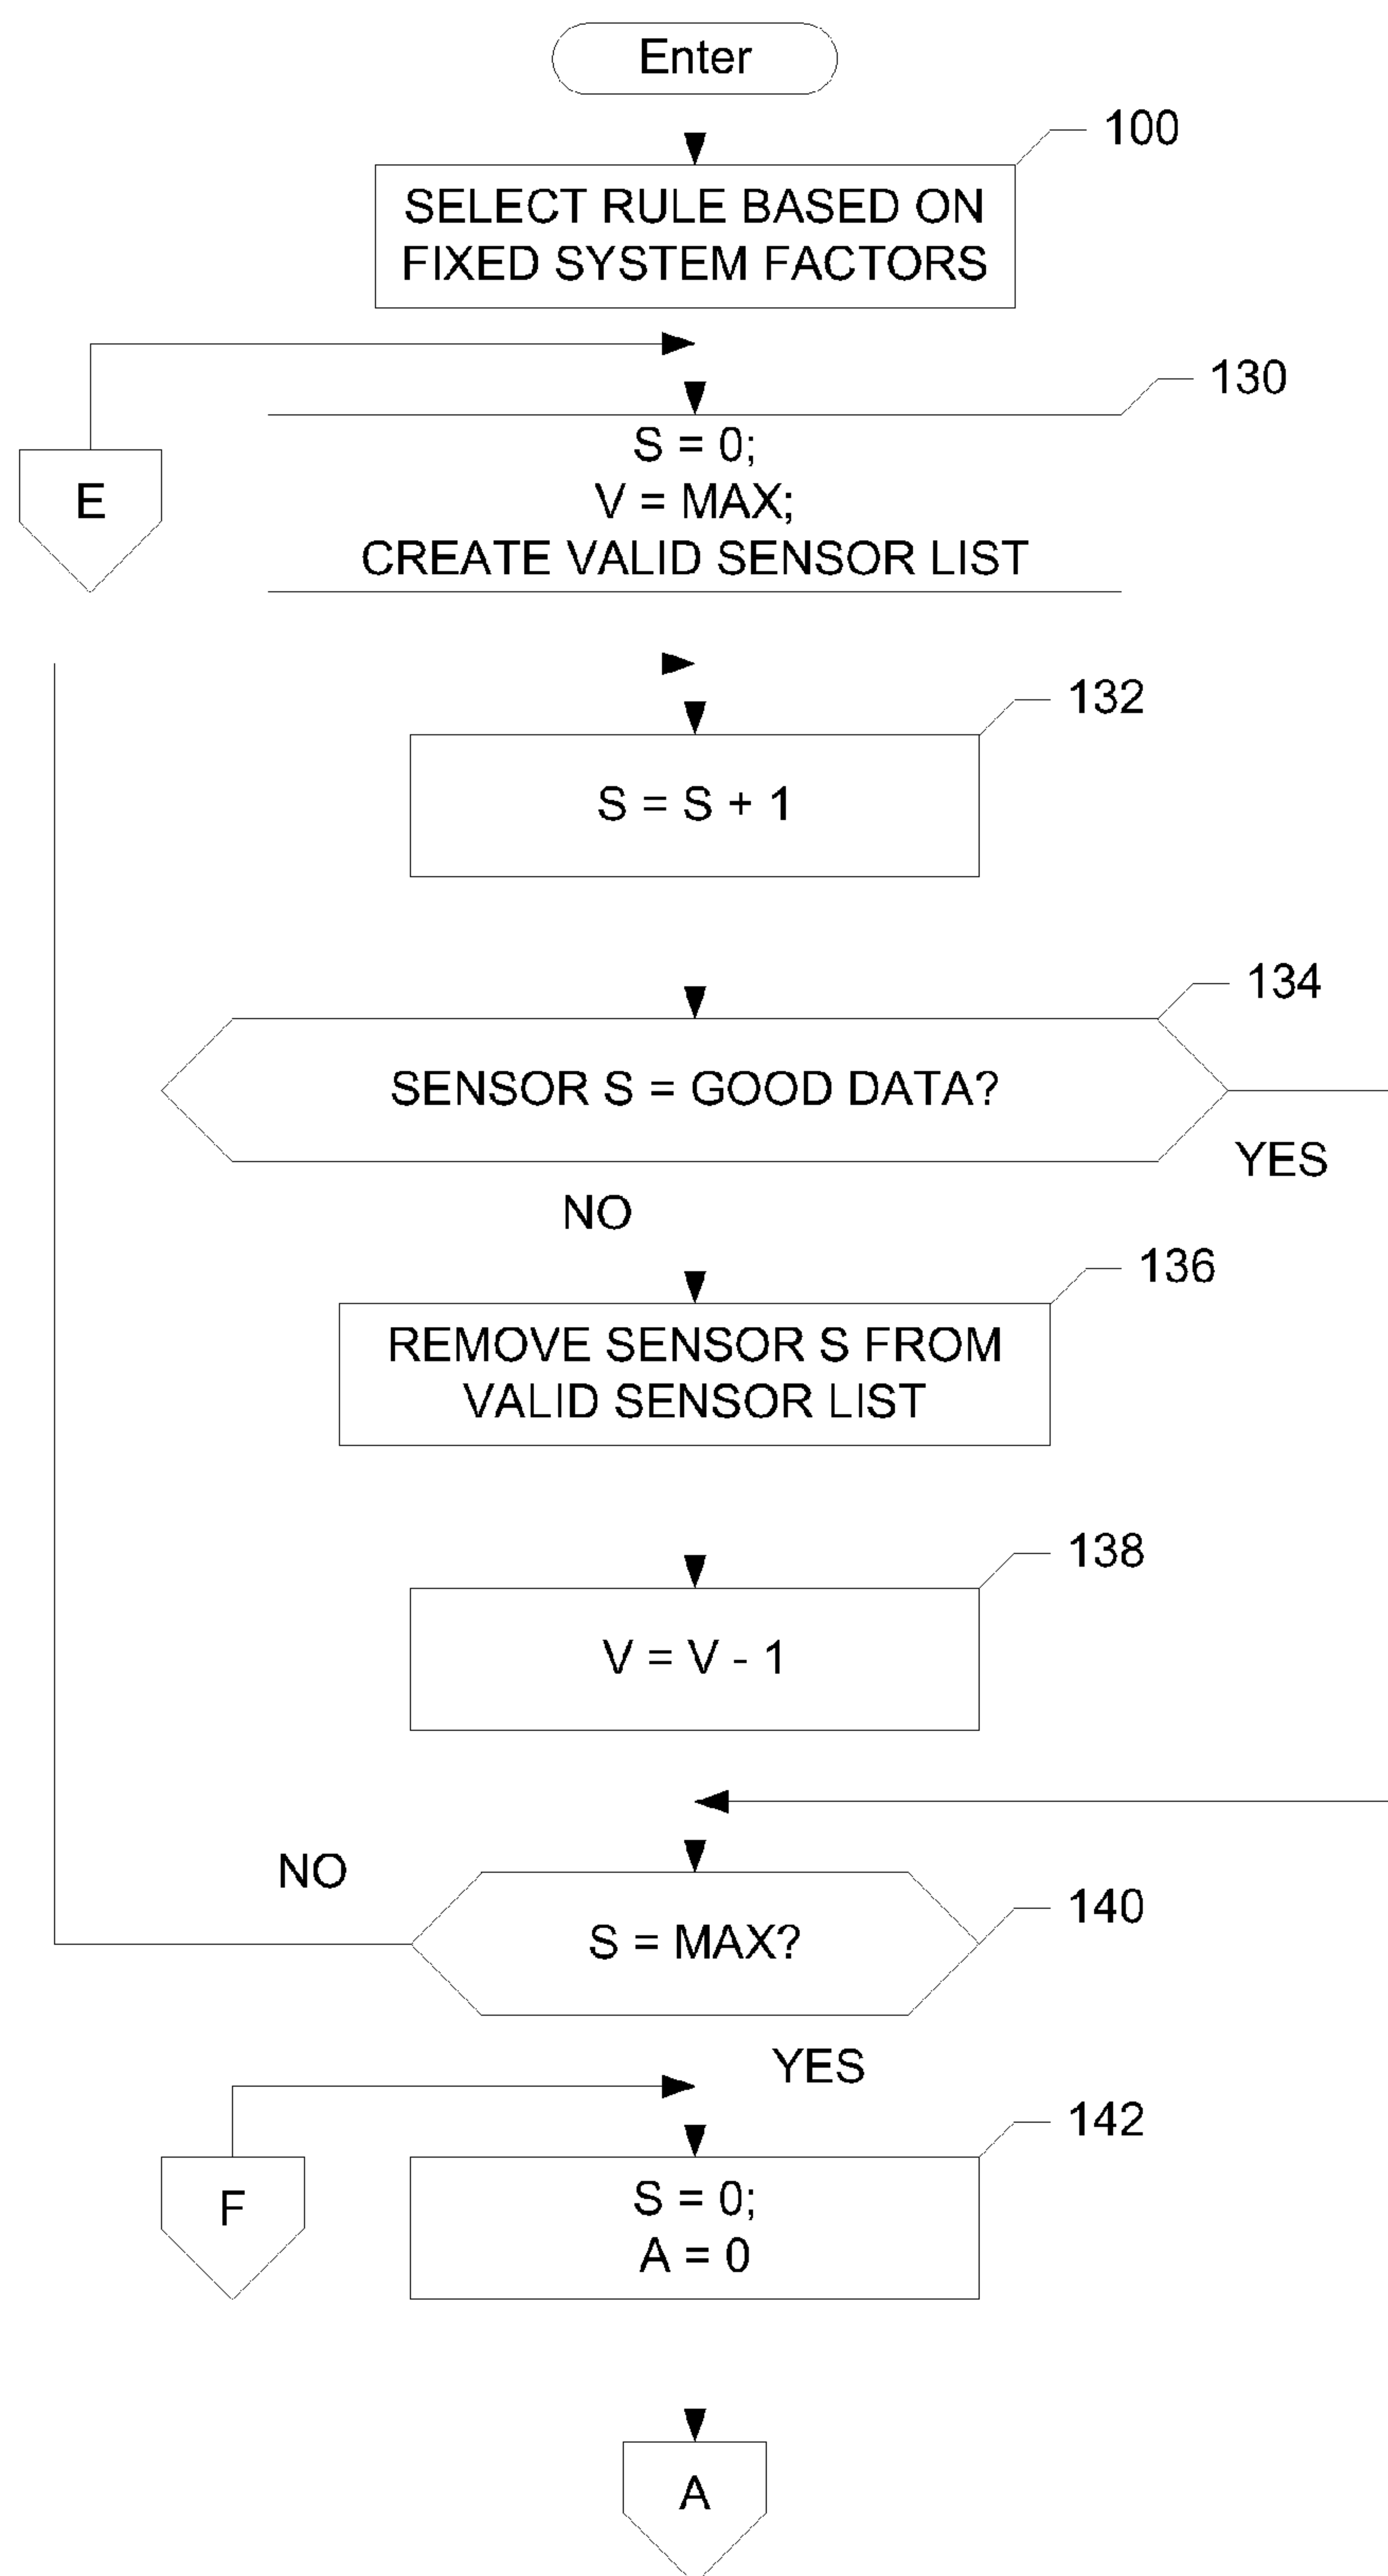 Enter
100
SELECT RULE BASED ON
FIXED SYSTEM FACTORS
130
S = 0;
V = MAX;
CREATE VALID SENSOR LIST
E
132
S = S + 1
134
SENSOR S = GOOD DATA?
YES
NO
136
REMOVE SENSOR S FROM
VALID SENSOR LIST
138
V = V - 1
NO
140
S = MAX?
YES
142
S = 0;
A = 0
F
A